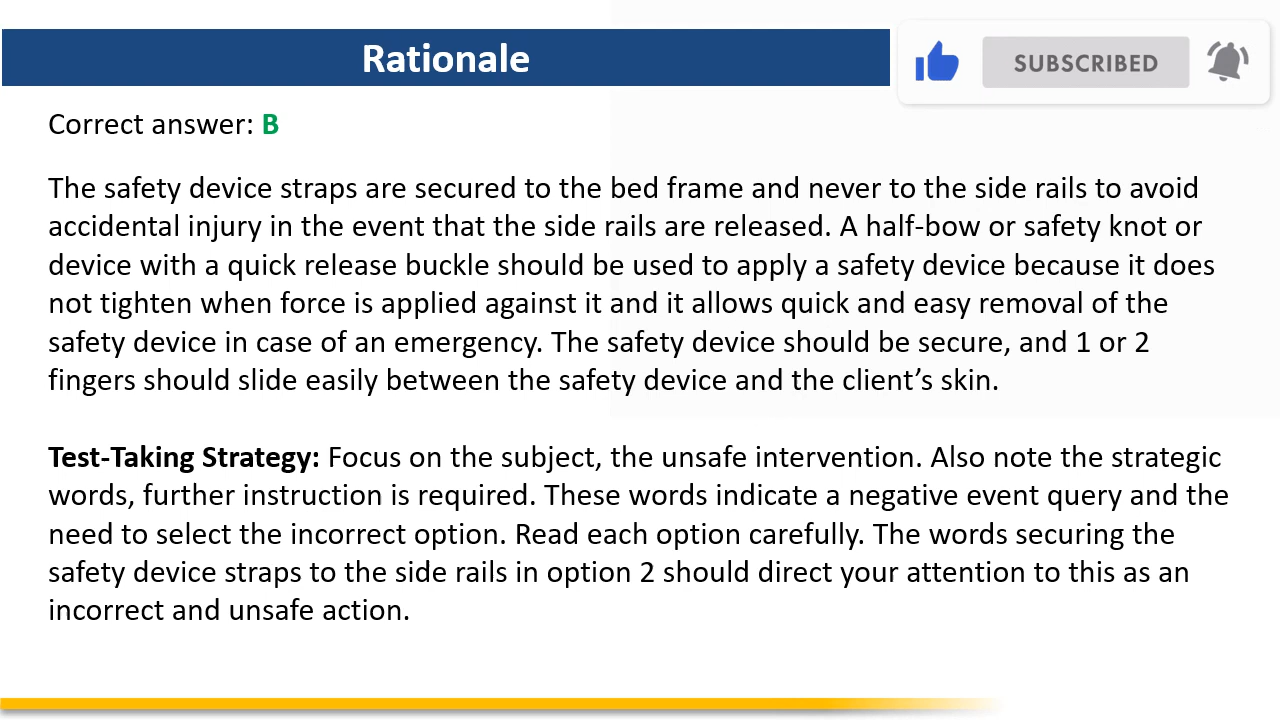 Rationale
SUBSCRIBED
Correct answer: B
The safety device straps are secured to the bed frame and never to the side rails to avoid
accidental injury in the event that the side rails are released. A half-bow or safety knot or
device with a quick release buckle should be used to apply a safety device because it does
not tighten when force is applied against it and it allows quick and easy removal of the
safety device in case of an emergency. The safety device should be secure, and 1 or 2
fingers should slide easily between the safety device and the client’s skin.
Test-Taking Strategy: Focus on the subject, the unsafe intervention. Also note the strategic
words, further instruction is required. These words indicate a negative event query and the
need to select the incorrect option. Read each option carefully. The words securing the
safety device straps to the side rails in option 2 should direct your attention to this as an
incorrect and unsafe action.